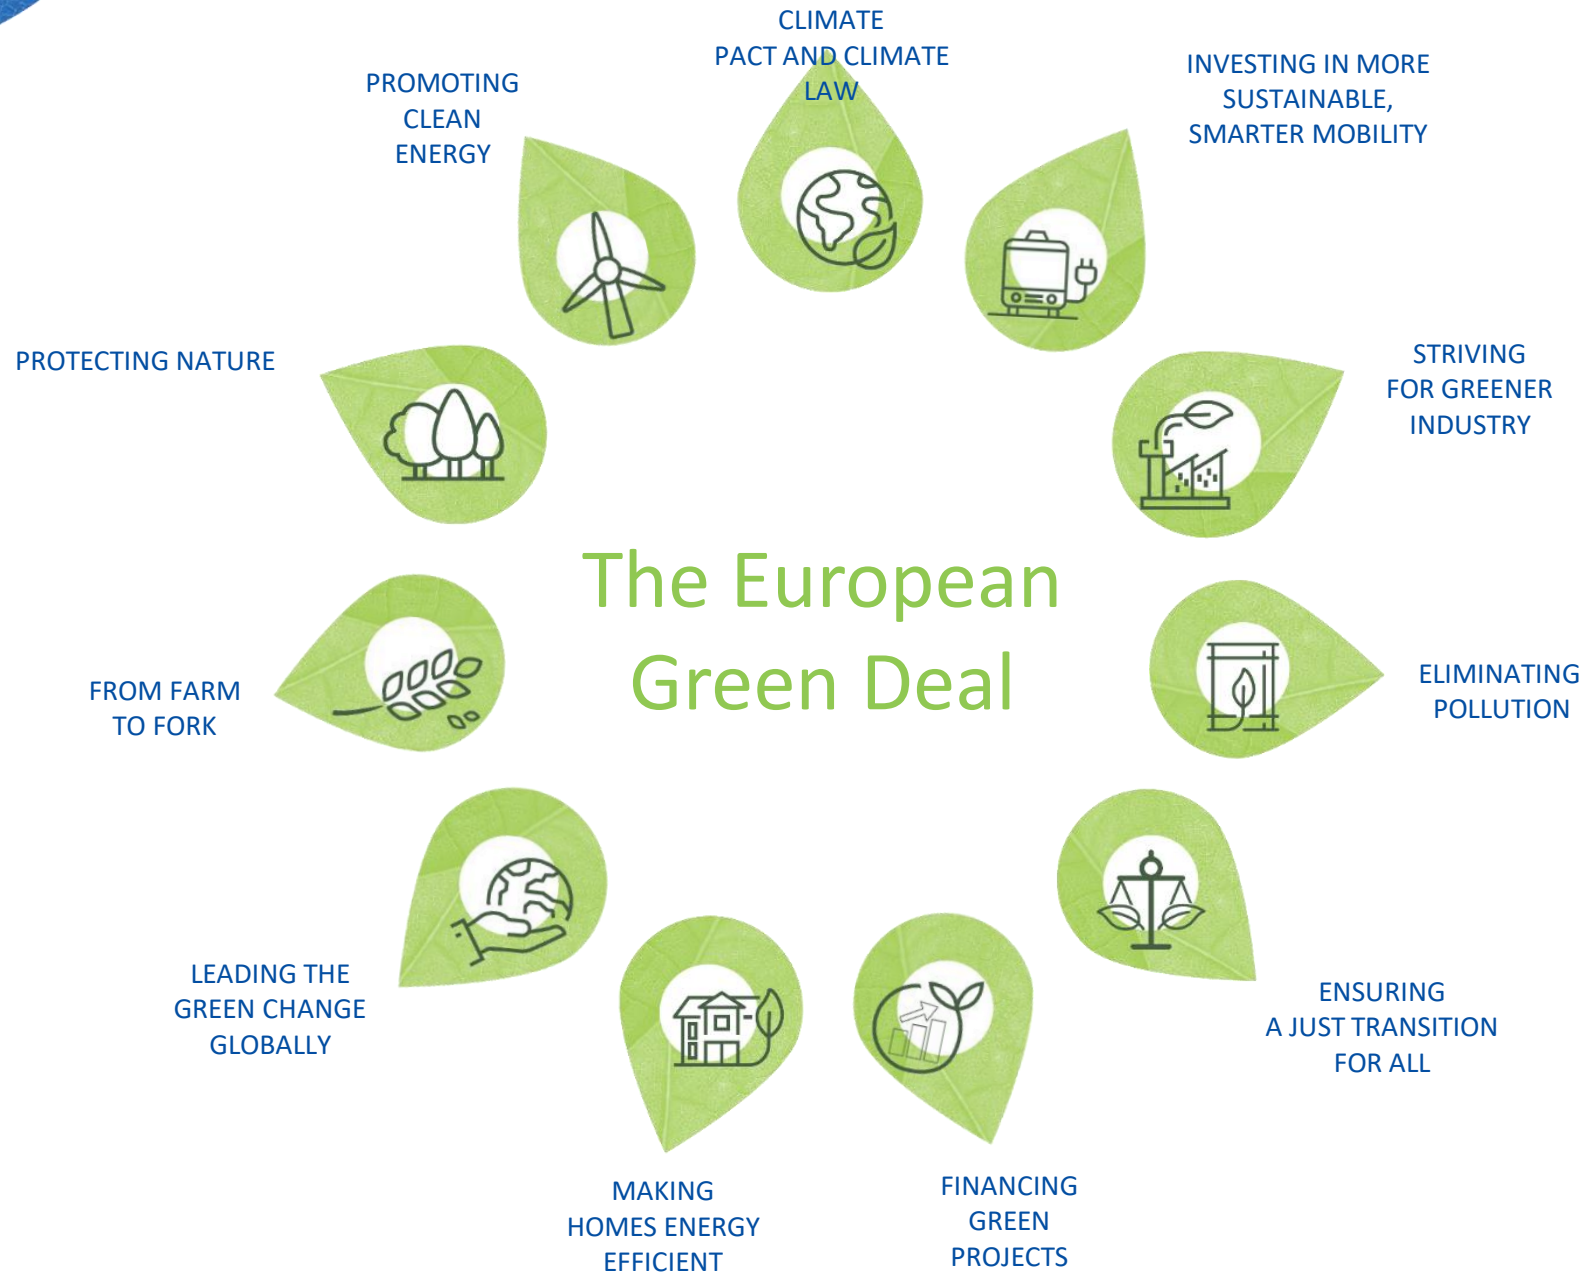 CLIMATE
PACT AND CLIMATE
LAW
INVESTING IN MORE
SUSTAINABLE,
SMARTER MOBILITY
STRIVING
FOR GREENER
INDUSTRY
ELIMINATING
POLLUTION
ENSURING
A JUST TRANSITION
FOR ALL
FINANCING
GREEN
PROJECTS
MAKING
HOMES ENERGY
EFFICIENT
LEADING THE
GREEN CHANGE
GLOBALLY
FROM FARM
TO FORK
PROTECTING NATURE
PROMOTING
CLEAN
ENERGY
The European
Green Deal